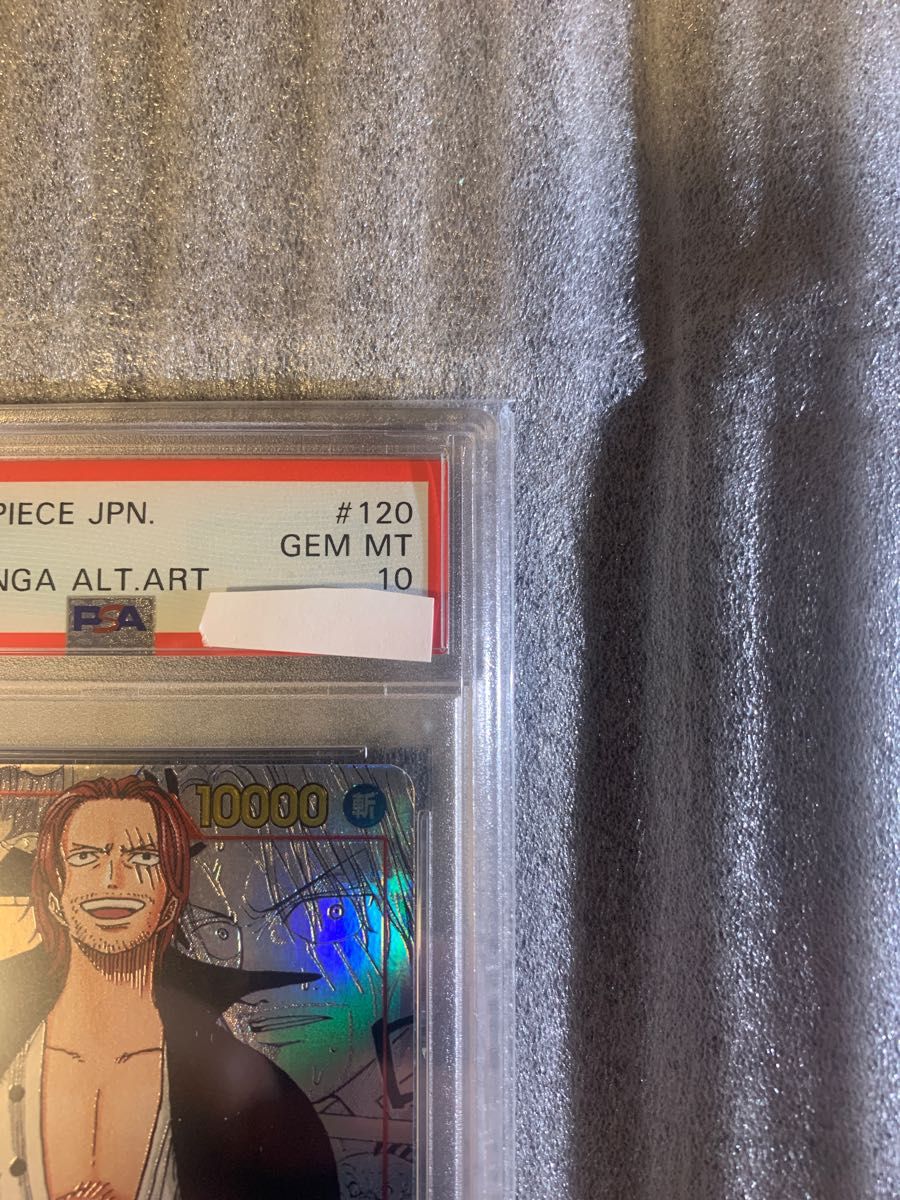 PIECE JPN. #120
GEM MT
NGA ALT.ART 10
PSA
10000 斬